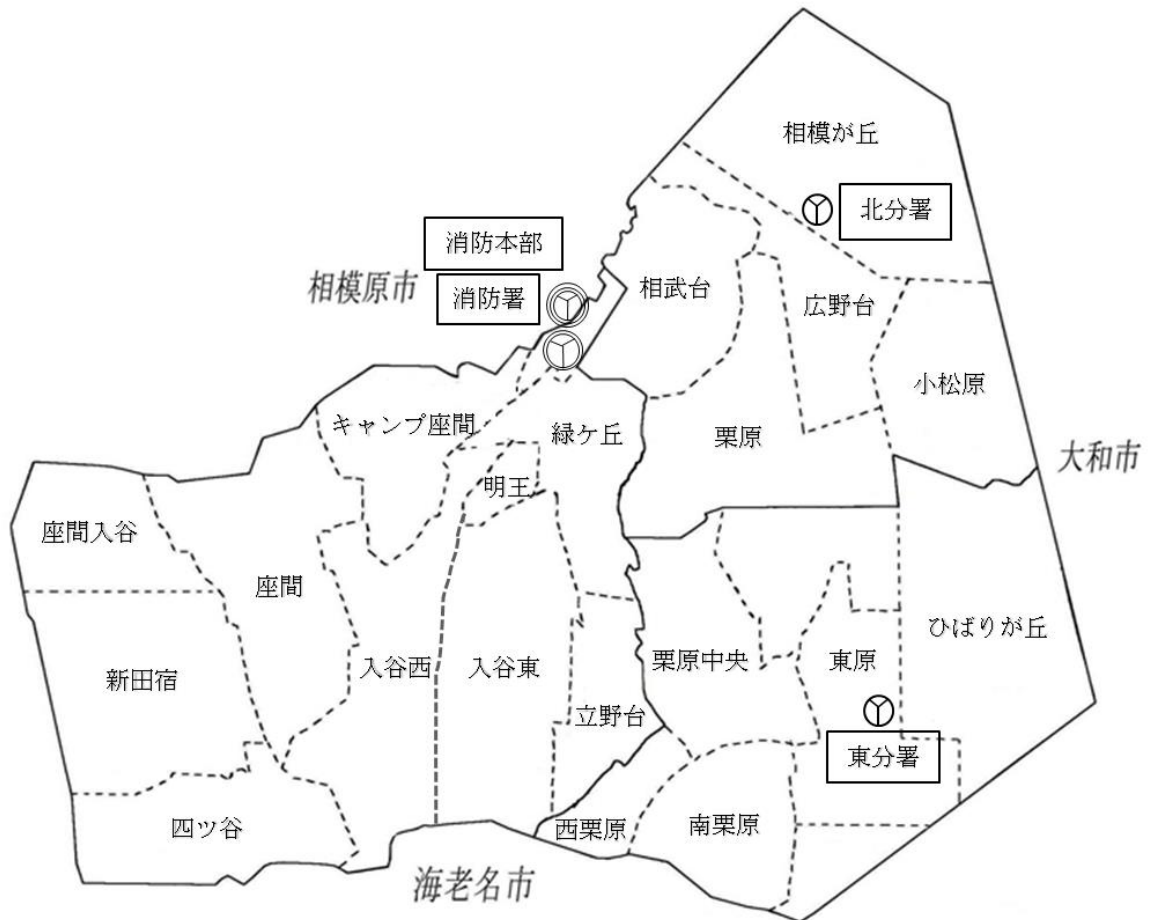 相模が丘
北分署
消防本部
相模原市
消防署
相武台
広野台
小松原
キャンプ座間
緑ケ丘
栗原
大和市
明王
座間入谷
座間
ひばりが丘
新田宿
入谷西
入谷東
栗原中央
東原
立野台
東分署
四ツ谷
西栗原
南栗原
海老名市